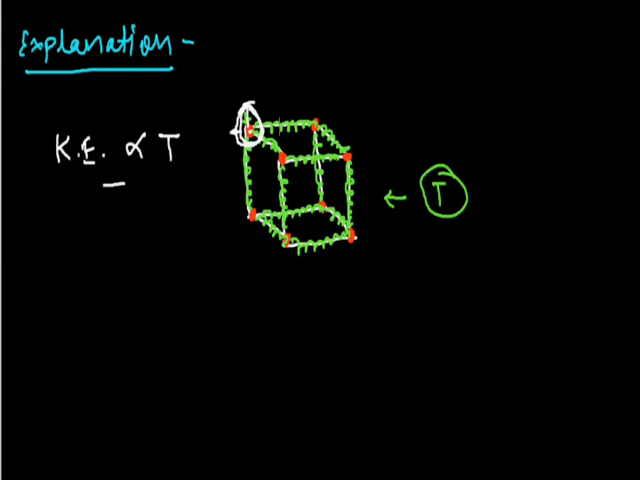 Explanation -
K.E. ∝ T
← T